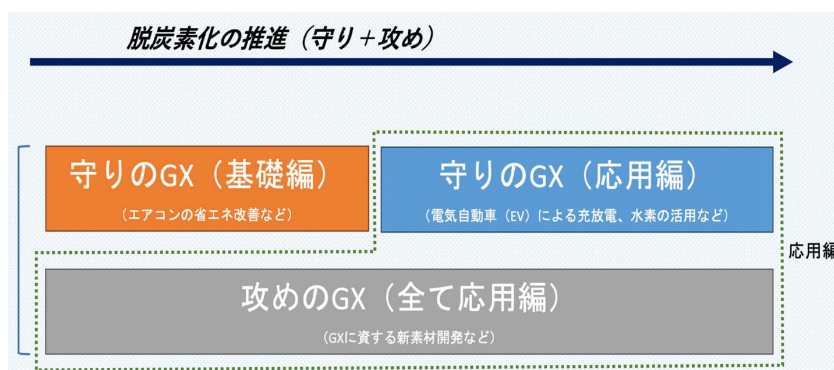 脱炭素化の推進（守り＋攻め）
守りのGX（基礎編）
（エアコンの省エネ改善など）
守りのGX（応用編）
（電気自動車（EV）による充放電、水素の活用など）
応用編
攻めのGX（全て応用編）
（GXに資する新素材開発など）